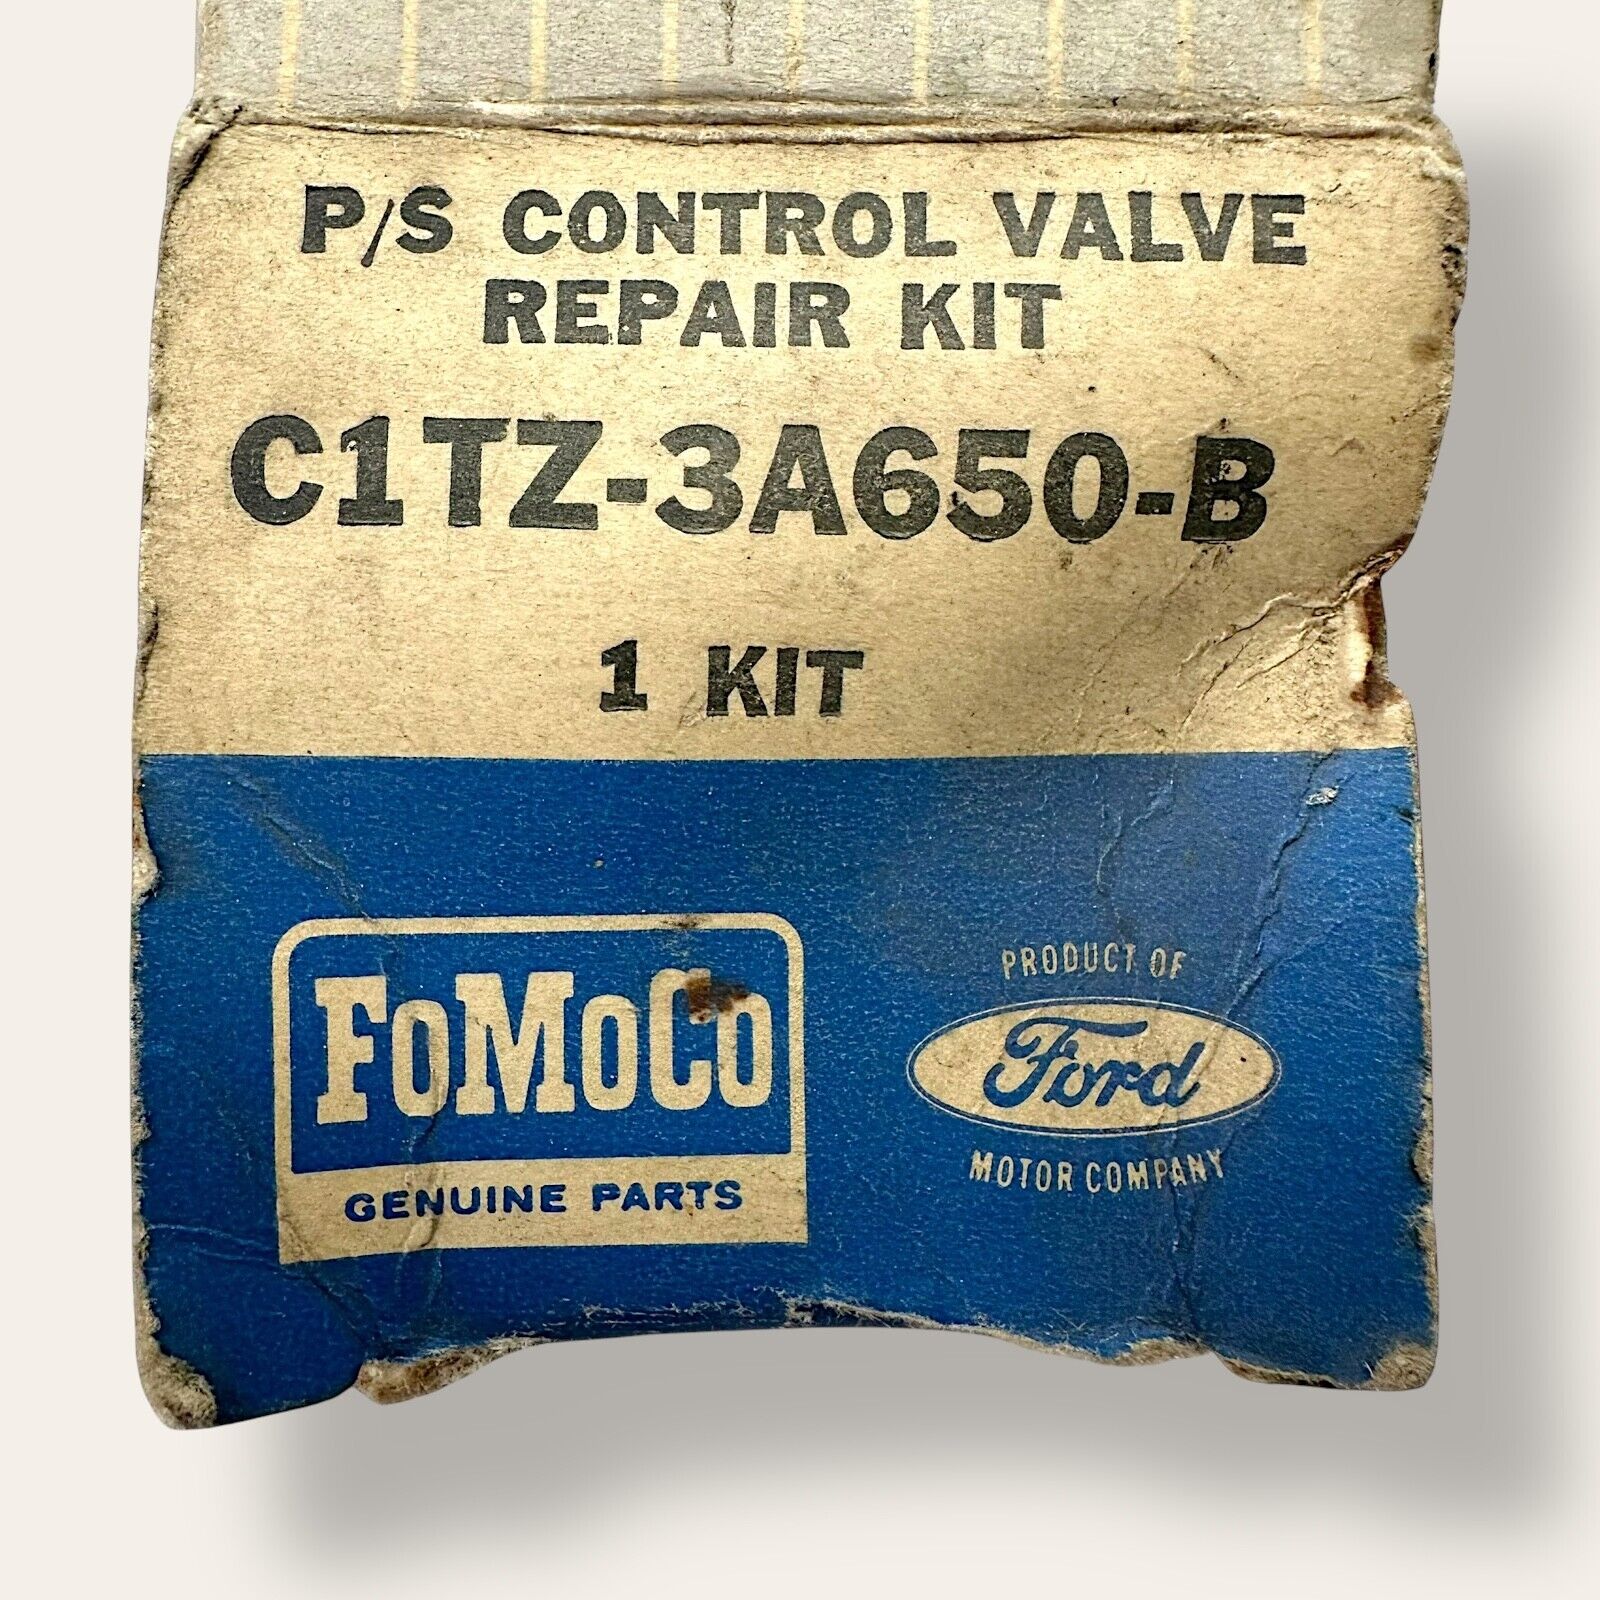 P/S CONTROL VALVE
REPAIR KIT
C1TZ-3A650-B
1 KIT
FoMoCo
GENUINE PARTS
PRODUCT OF
Ford
MOTOR COMPANY